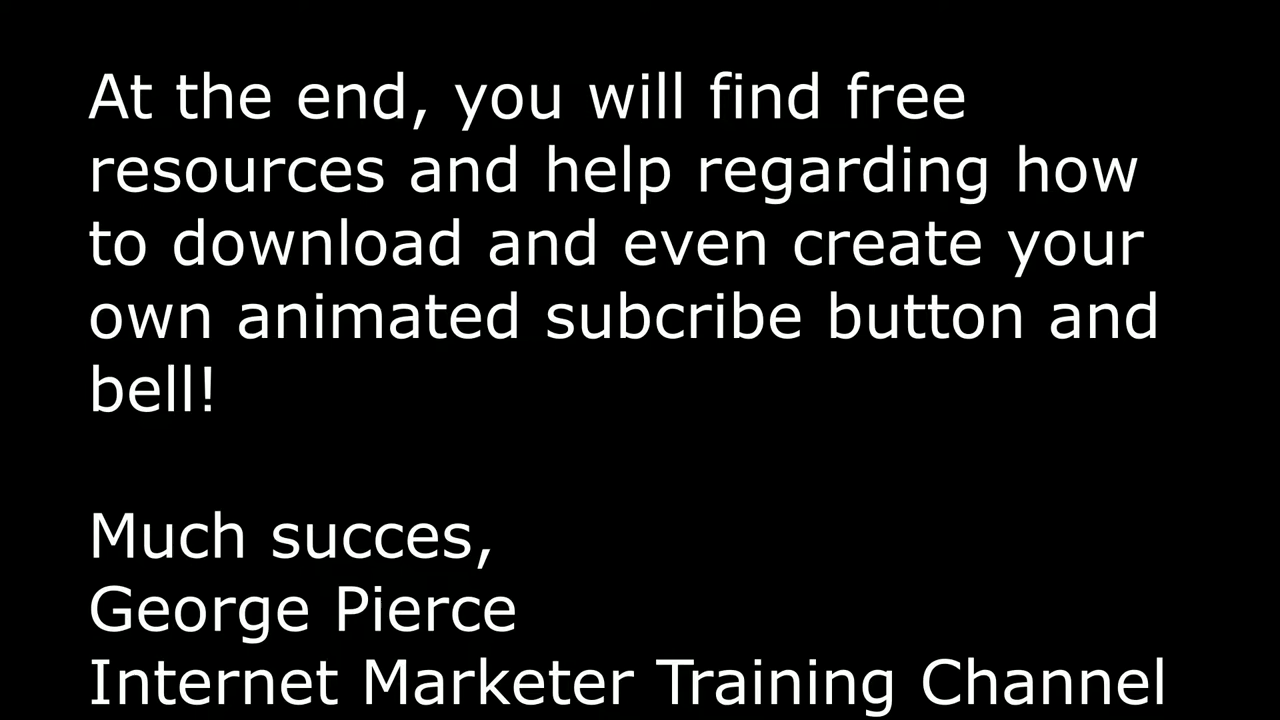 At the end, you will find free
resources and help regarding how
to download and even create your
own animated subcribe button and
bell!
Much succes,
George Pierce
Internet Marketer Training Channel